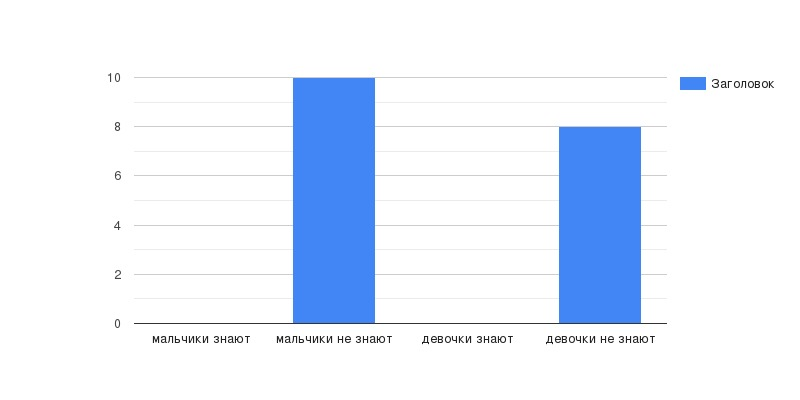 10
Заголовок
8
6
4
2
0
мальчики знают
мальчики не знают
девочки знают
девочки не знают